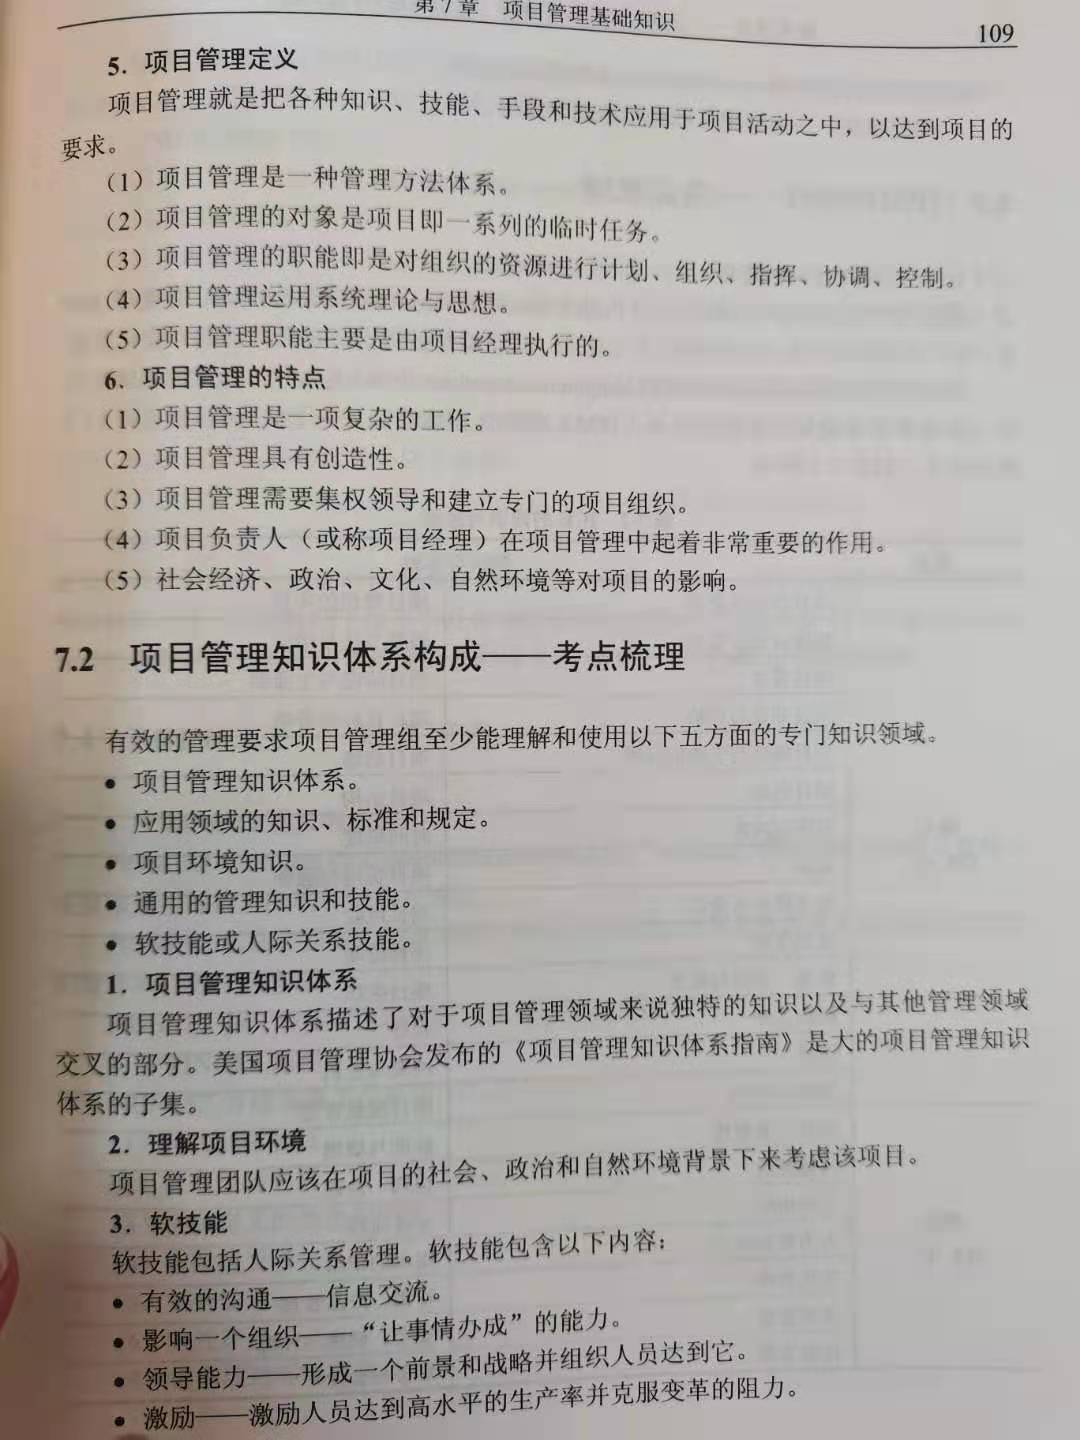 第7章 项目管理基础知识
109
5．项目管理定义
项目管理就是把各种知识、技能、手段和技术应用于项目活动之中，以达到项目的
要求。
（1）项目管理是一种管理方法体系。
（2）项目管理的对象是项目即一系列的临时任务。
（3）项目管理的职能即是对组织的资源进行计划、组织、指挥、协调、控制。
（4）项目管理运用系统理论与思想。
（5）项目管理职能主要是由项目经理执行的。
6．项目管理的特点
（1）项目管理是一项复杂的工作。
（2）项目管理具有创造性。
（3）项目管理需要集权领导和建立专门的项目组织。
（4）项目负责人（或称项目经理）在项目管理中起着非常重要的作用。
（5）社会经济、政治、文化、自然环境等对项目的影响。
7.2 项目管理知识体系构成——考点梳理
有效的管理要求项目管理组至少能理解和使用以下五方面的专门知识领域。
• 项目管理知识体系。
• 应用领域的知识、标准和规定。
• 项目环境知识。
• 通用的管理知识和技能。
• 软技能或人际关系技能。
1．项目管理知识体系
项目管理知识体系描述了对于项目管理领域来说独特的知识以及与其他管理领域
交叉的部分。美国项目管理协会发布的《项目管理知识体系指南》是大的项目管理知识
体系的子集。
2．理解项目环境
项目管理团队应该在项目的社会、政治和自然环境背景下来考虑该项目。
3．软技能
软技能包括人际关系管理。软技能包含以下内容：
• 有效的沟通——信息交流。
• 影响一个组织——“让事情办成”的能力。
• 领导能力——形成一个前景和战略并组织人员达到它。
• 激励——激励人员达到高水平的生产率并克服变革的阻力。